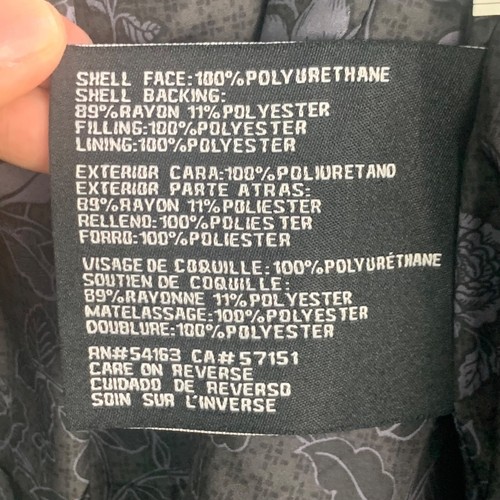 SHELL FACE:100%POLYURETHANE
SHELL BACKING:
89%RAYON 11%POLYESTER
FILLING:100%POLYESTER
LINING:100%POLYESTER
EXTERIOR CARA:100%POLIURETANO
EXTERIOR PARTE ATRAS:
89%RAYON 11%POLIESTER
RELLENO:100%POLIESTER
FORRO:100%POLIESTER
VISAGE DE COQUILLE:100%POLYURÉTHANE
SOUTIEN DE COQUILLE:
89%RAYONNE 11%POLYESTER
MATELASSAGE:100%POLYESTER
DOUBLURE:100%POLYESTER
RN#54163 CA#57151
CARE ON REVERSE
CUIDADO DE REVERSO
SOIN SUR L'INVERSE